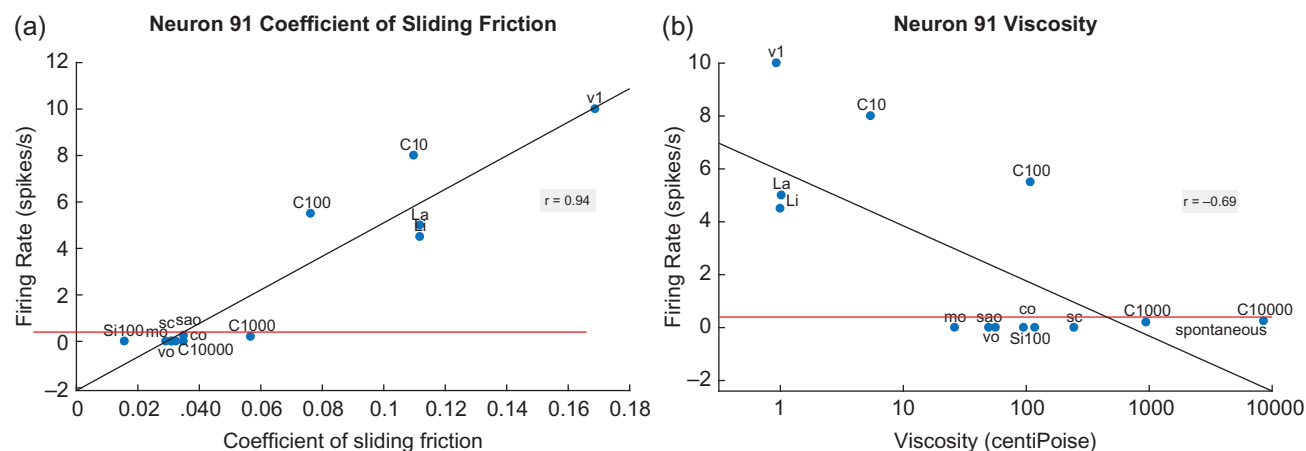 (a)
Neuron 91 Coefficient of Sliding Friction
12
10
8
6
4
2
0
–2
Firing Rate (spikes/s)
v1
C10
C100
La
Li
r = 0.94
Si100
mo
sc
sao
co
vo
C10000
C1000
0
0.02
0.040
0.06
0.08
0.1
0.12
0.14
0.16
0.18
Coefficient of sliding friction
(b)
Neuron 91 Viscosity
10
8
6
4
2
0
–2
Firing Rate (spikes/s)
v1
C10
C100
La
Li
r = –0.69
mo
sao
vo
co
Si100
sc
C1000
C10000
spontaneous
1
10
100
1000
10000
Viscosity (centiPoise)